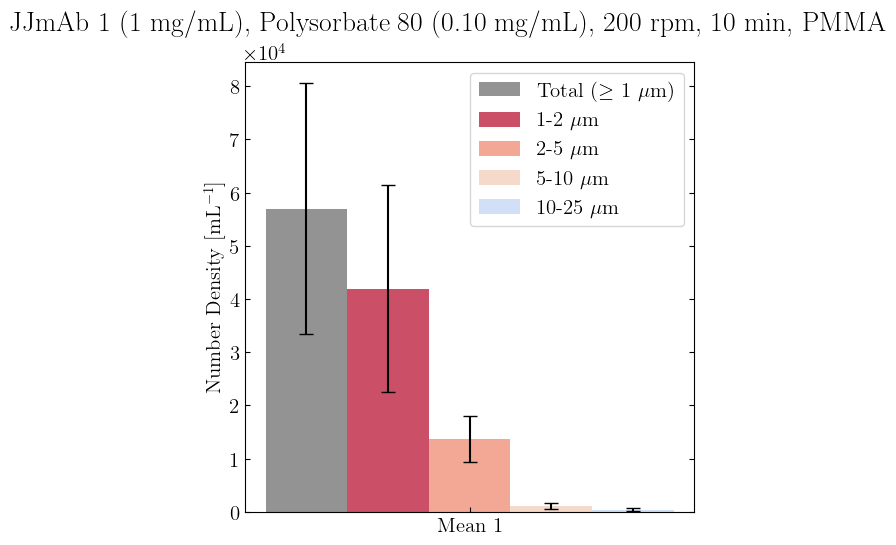 JJmAb 1 (1 mg/mL), Polysorbate 80 (0.10 mg/mL), 200 rpm, 10 min, PMMA
×10⁴
8
7
6
5
4
3
2
1
0
Number Density [mL⁻¹]
Total (≥ 1 μm)
1-2 μm
2-5 μm
5-10 μm
10-25 μm
Mean 1